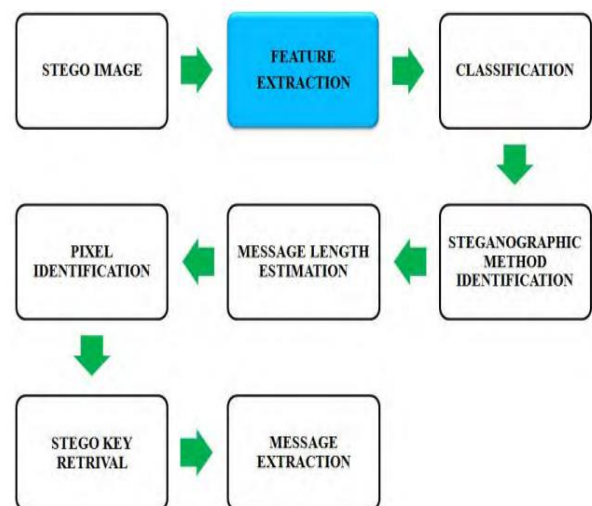 STEGO IMAGE
FEATURE
EXTRACTION
CLASSIFICATION
STEGANOGRAPHIC
METHOD
IDENTIFICATION
MESSAGE LENGTH
ESTIMATION
PIXEL
IDENTIFICATION
STEGO KEY
RETRIVAL
MESSAGE
EXTRACTION